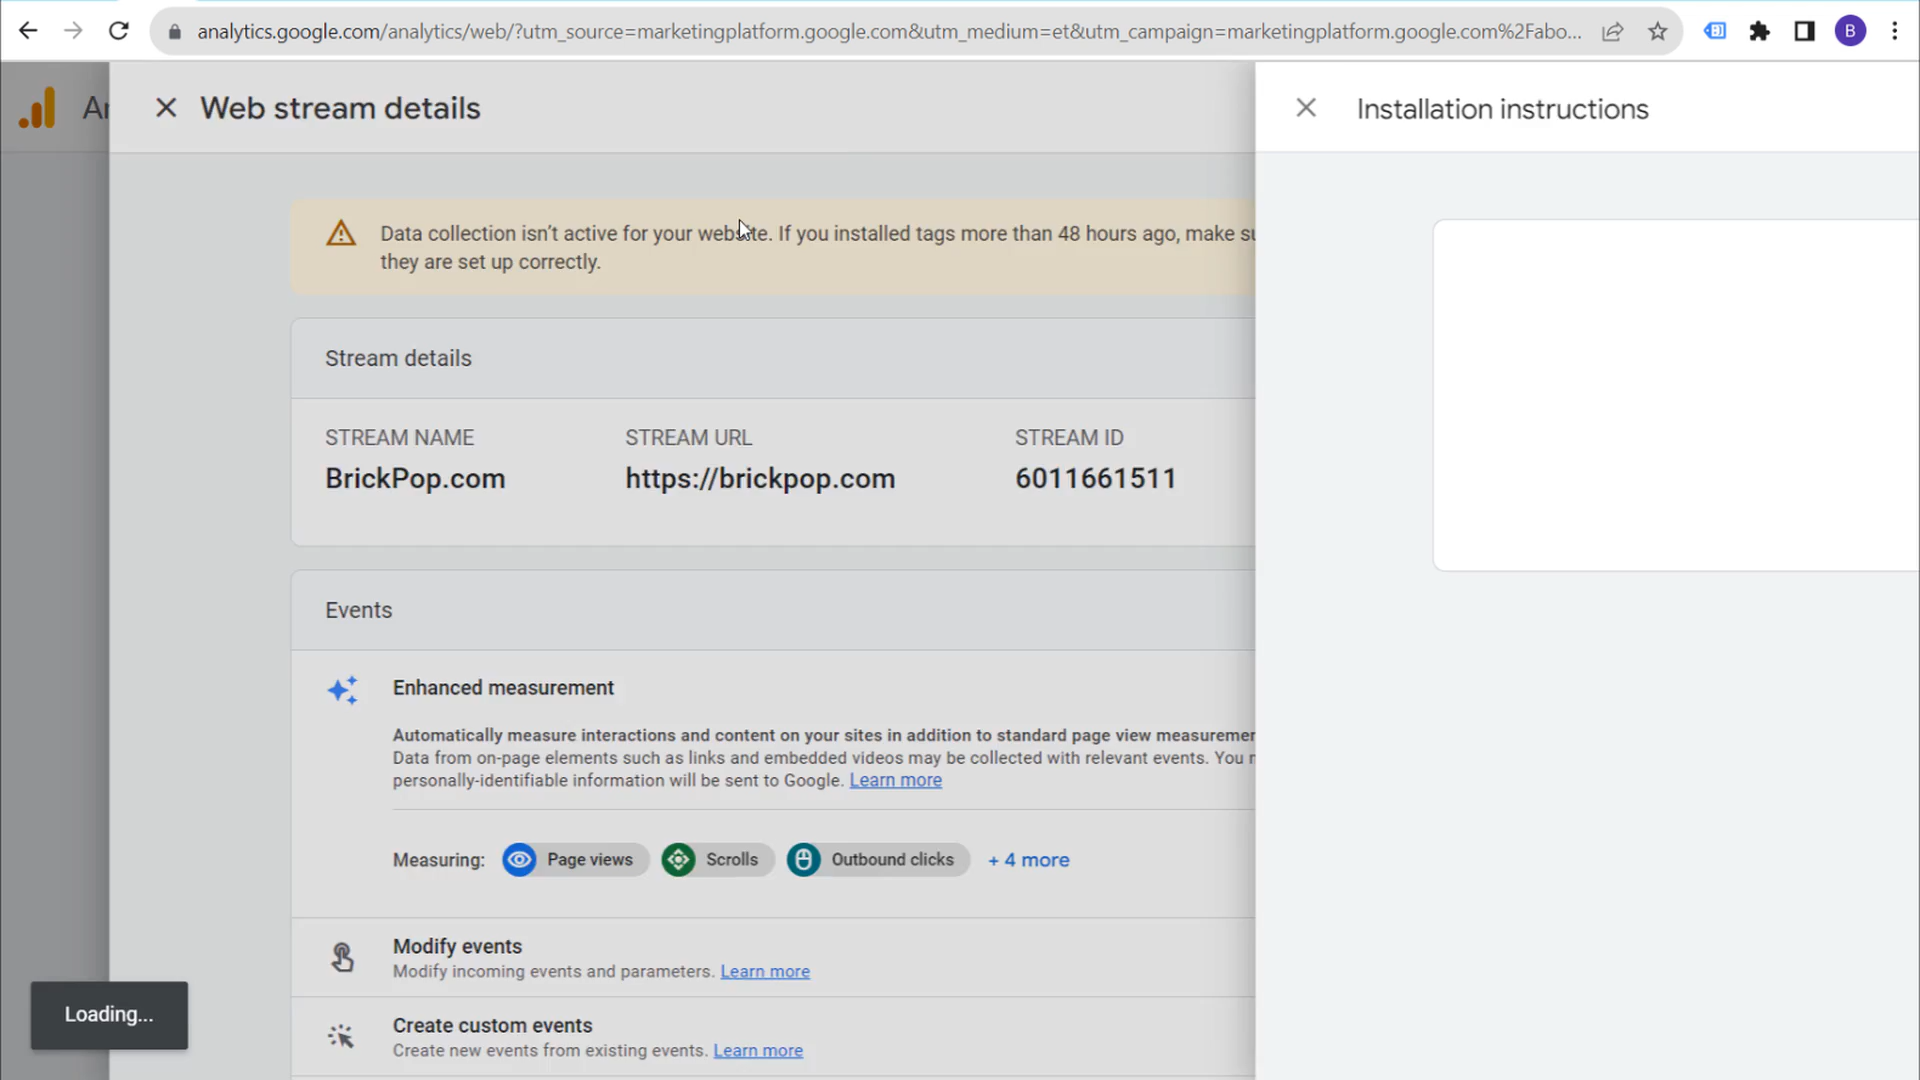 analytics.google.com/analytics/web/?utm_source=marketingplatform.google.com&utm_medium=et&utm_campaign=marketingplatform.google.com%2Fabo...
B
An
Web stream details
Installation instructions
Data collection isn't active for your website. If you installed tags more than 48 hours ago, make su
they are set up correctly.
Stream details
STREAM NAME STREAM URL STREAM ID
BrickPop.com https://brickpop.com 6011661511
Events
Enhanced measurement
Automatically measure interactions and content on your sites in addition to standard page view measuremen
Data from on-page elements such as links and embedded videos may be collected with relevant events. You m
personally-identifiable information will be sent to Google. Learn more
Measuring: Page views Scrolls Outbound clicks + 4 more
Modify events
Modify incoming events and parameters. Learn more
Loading...
Create custom events
Create new events from existing events. Learn more